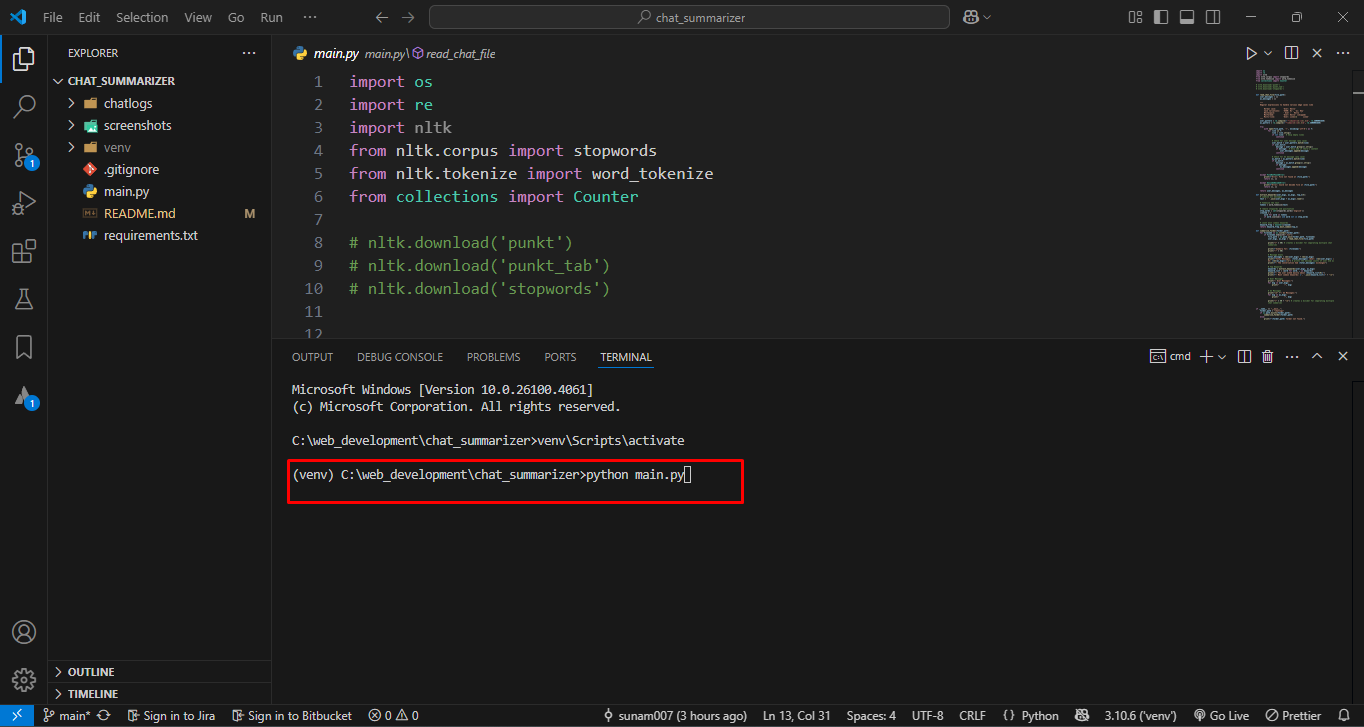 File Edit Selection View Go Run ···
chat_summarizer
EXPLORER ···
CHAT_SUMMARIZER
chatlogs
screenshots
venv
.gitignore
main.py
README.md M
requirements.txt
1
1
OUTLINE
TIMELINE
main.py main.py\ read_chat_file
1 import os
2 import re
3 import nltk
4 from nltk.corpus import stopwords
5 from nltk.tokenize import word_tokenize
6 from collections import Counter
7
8 # nltk.download('punkt')
9 # nltk.download('punkt_tab')
10 # nltk.download('stopwords')
11
12
OUTPUT DEBUG CONSOLE PROBLEMS PORTS TERMINAL
cmd
Microsoft Windows [Version 10.0.26100.4061]
(c) Microsoft Corporation. All rights reserved.
C:\web_development\chat_summarizer>venv\Scripts\activate
(venv) C:\web_development\chat_summarizer>python main.py
main* Sign in to Jira Sign in to Bitbucket 0 0 sunam007 (3 hours ago) Ln 13, Col 31 Spaces: 4 UTF-8 CRLF {} Python 3.10.6 ('venv') Go Live Prettier